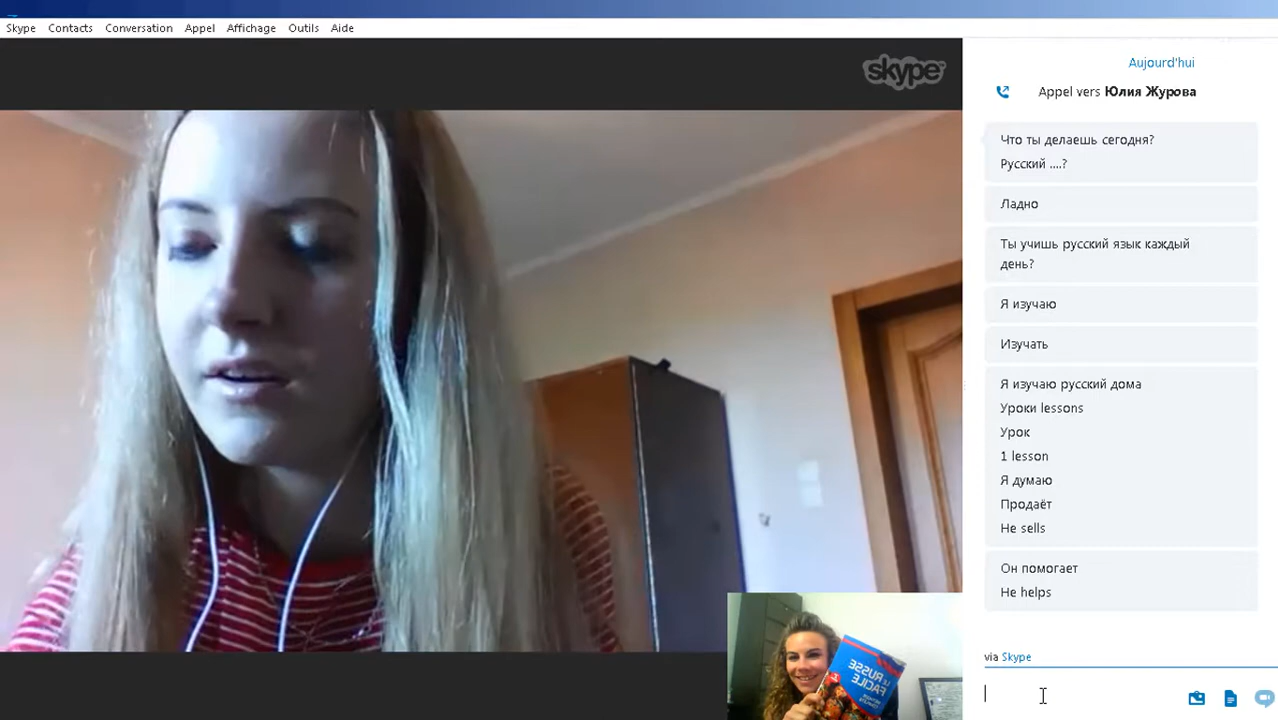 Skype Contacts Conversation Appel Affichage Outils Aide
skype
Aujourd'hui
Appel vers Юлия Журова
Что ты делаешь сегодня?
Русский ....?
Ладно
Ты учишь русский язык каждый
день?
Я изучаю
Изучать
Я изучаю русский дома
Уроки lessons
Урок
1 lesson
Я думаю
Продаёт
He sells
Он помогает
He helps
via Skype
LE RUSSE
FACILE